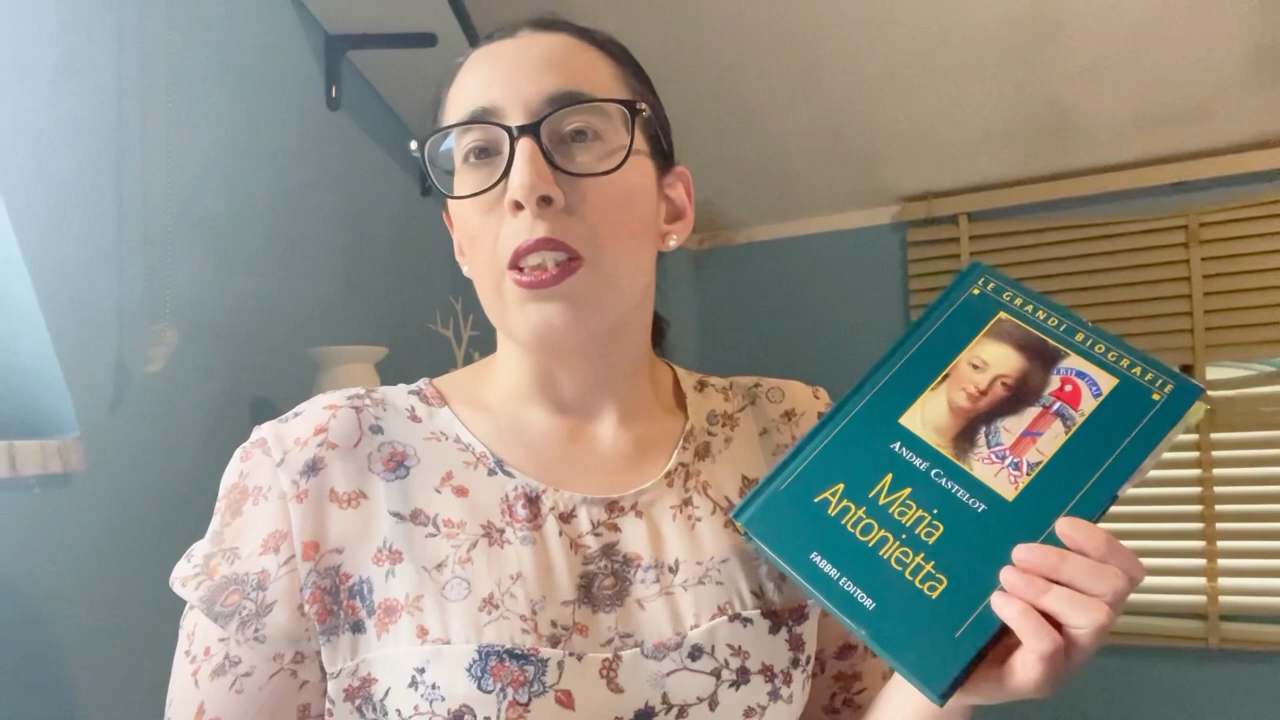 LE GRANDI BIOGRAFIE
ANDRÉ CASTELOT
Maria
Antonietta
FABBRI EDITORI